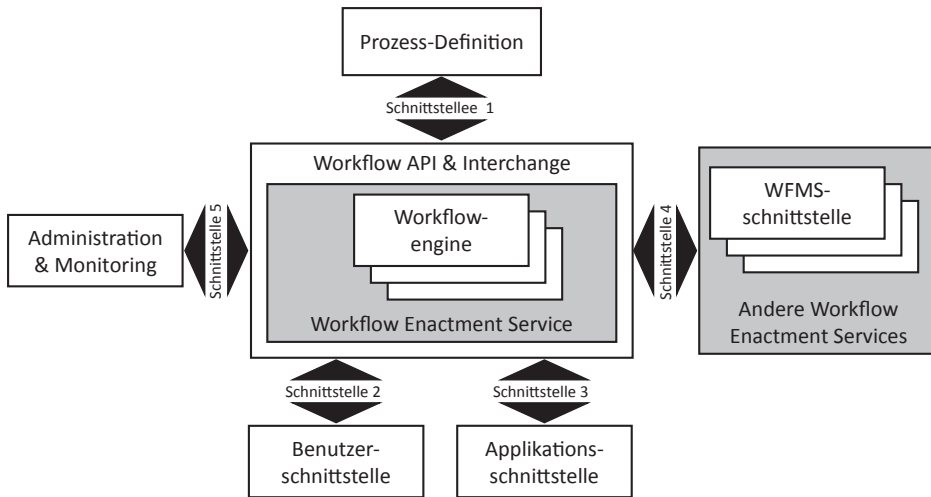 Prozess-Definition
Schnittstellee 1
Workflow API & Interchange
Workflow-
engine
Workflow Enactment Service
Schnittstelle 5
Administration
& Monitoring
Schnittstelle 4
WFMS-
schnittstelle
Andere Workflow
Enactment Services
Schnittstelle 2
Schnittstelle 3
Benutzer-
schnittstelle
Applikations-
schnittstelle